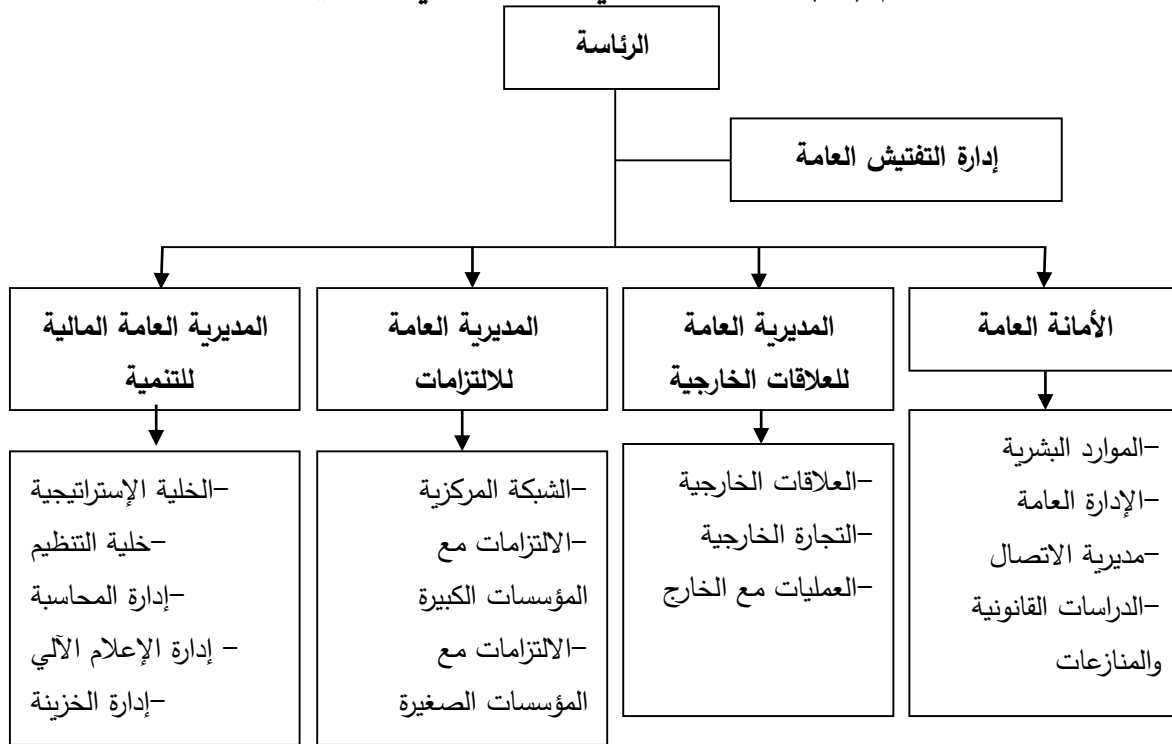 الرئاسة
إدارة التفتيش العامة
الأمانة العامة
المديرية العامة
للعلاقات الخارجية
المديرية العامة
للالتزامات
المديرية العامة المالية
للتنمية
-الموارد البشرية
-الإدارة العامة
-مديرية الاتصال
-الدراسات القانونية
والمنازعات
-العلاقات الخارجية
-التجارة الخارجية
-العمليات مع الخارج
-الشبكة المركزية
-الالتزامات مع
المؤسسات الكبيرة
-الالتزامات مع
المؤسسات الصغيرة
-الخلية الإستراتيجية
-خلية التنظيم
-إدارة المحاسبة
- إدارة الإعلام الآلي
-إدارة الخزينة